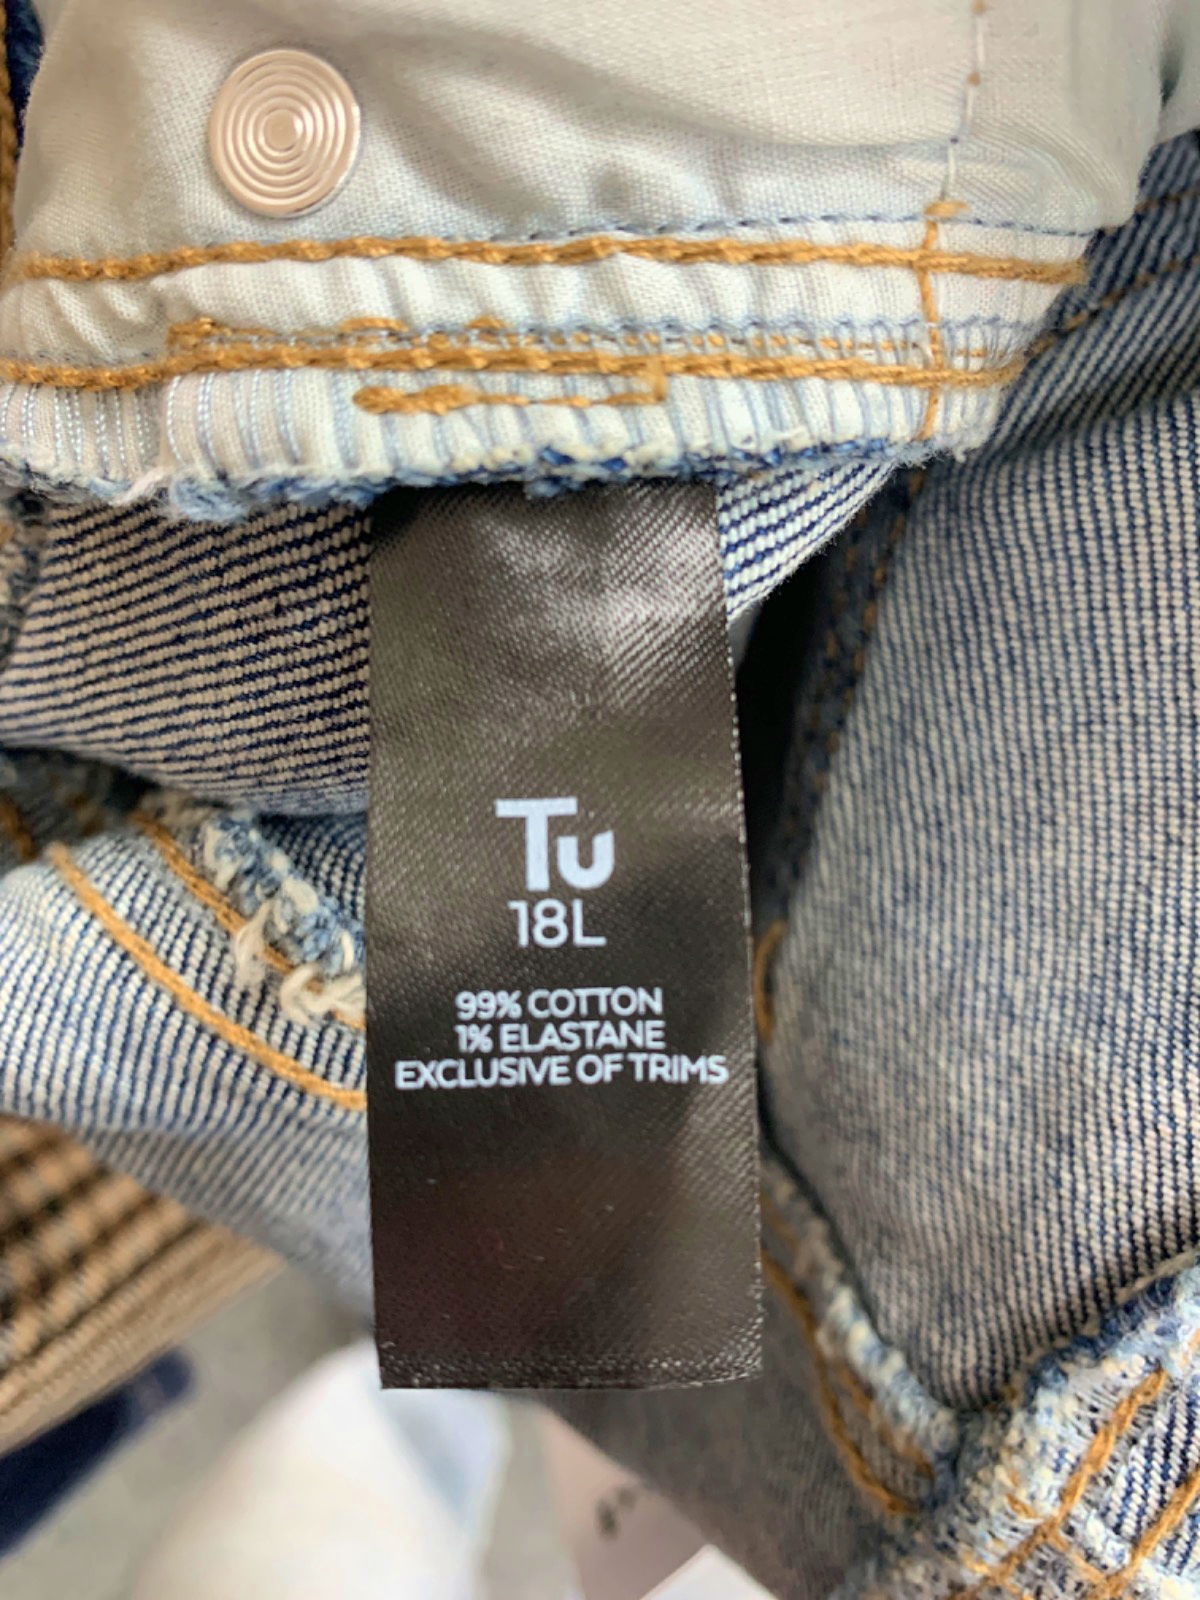 Tu
18L
99% COTTON
1% ELASTANE
EXCLUSIVE OF TRIMS